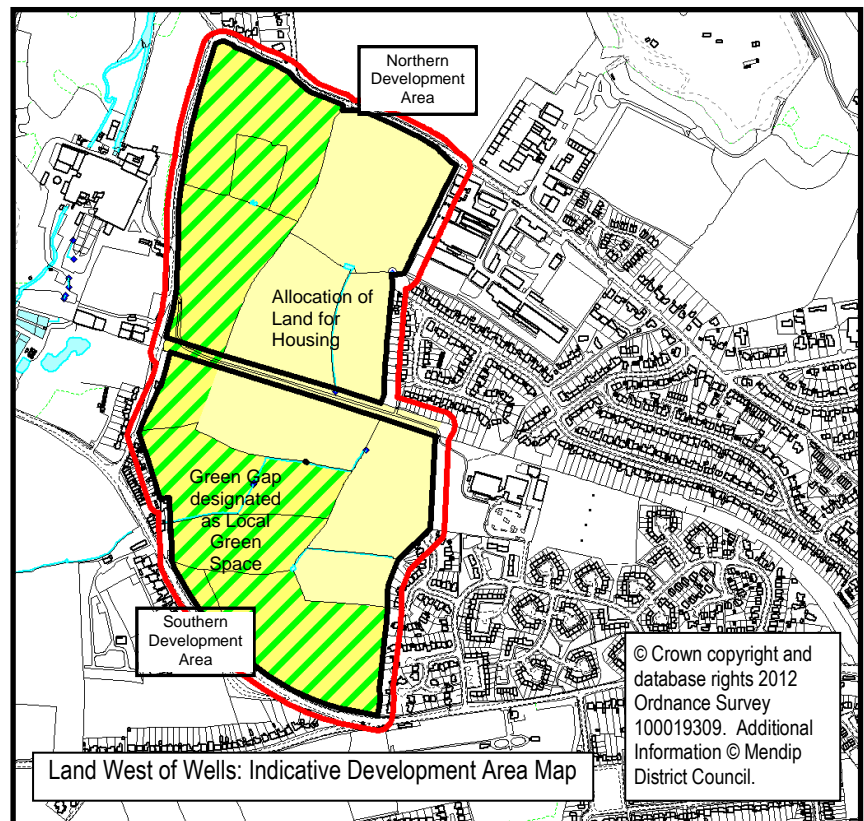 Northern
Development
Area
Allocation of
Land for
Housing
Green Gap
designated
as Local
Green
Space
Southern
Development
Area
© Crown copyright and
database rights 2012
Ordnance Survey
100019309. Additional
Information © Mendip
District Council.
Land West of Wells: Indicative Development Area Map